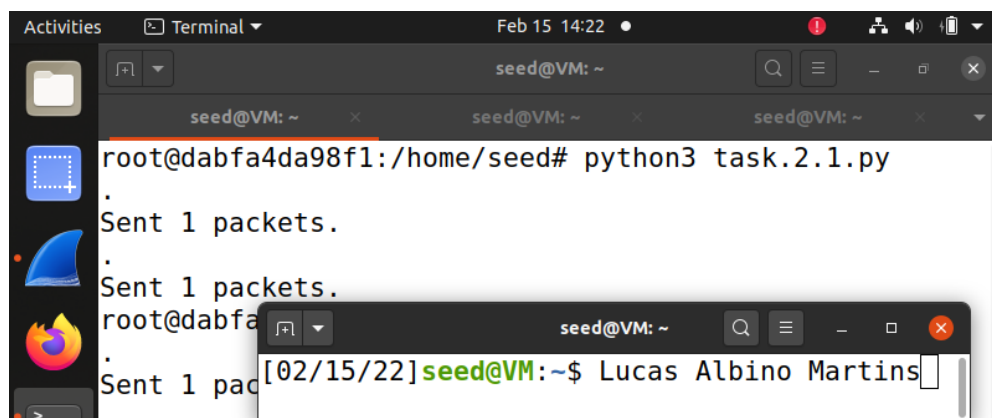 Activities Terminal Feb 15 14:22
seed@VM: ~
seed@VM: ~ seed@VM: ~ seed@VM: ~
root@dabfa4da98f1:/home/seed# python3 task.2.1.py
.
Sent 1 packets.
.
Sent 1 packets.
root@dabfa
.
Sent 1 pac
seed@VM: ~
[02/15/22]seed@VM:~$ Lucas Albino Martins